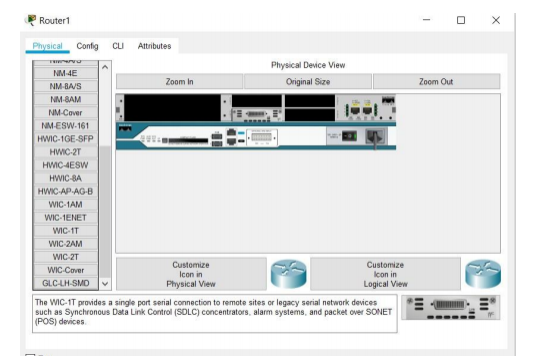 Router1
Physical Config CLI Attributes
NM-4A/S
NM-4E
NM-8A/S
NM-8AM
NM-Cover
NM-ESW-161
HWIC-1GE-SFP
HWIC-2T
HWIC-4ESW
HWIC-8A
HWIC-AP-AG-B
WIC-1AM
WIC-1ENET
WIC-1T
WIC-2AM
WIC-2T
WIC-Cover
GLC-LH-SMD
Physical Device View
Zoom In Original Size Zoom Out
Customize
Icon in
Physical View
Customize
Icon in
Logical View
The WIC-1T provides a single port serial connection to remote sites or legacy serial network devices
such as Synchronous Data Link Control (SDLC) concentrators, alarm systems, and packet over SONET
(POS) devices.